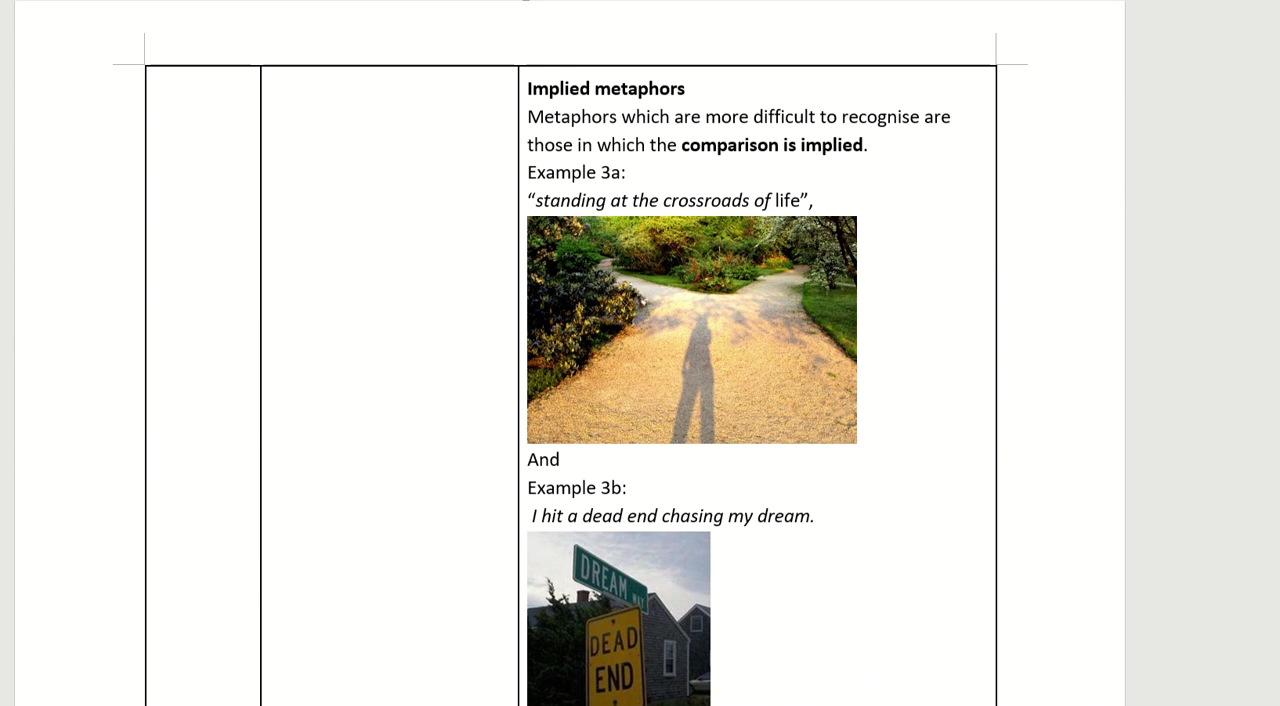 Implied metaphors
Metaphors which are more difficult to recognise are
those in which the comparison is implied.
Example 3a:
“standing at the crossroads of life”,
And
Example 3b:
I hit a dead end chasing my dream.
DREAM WAY
DEAD
END